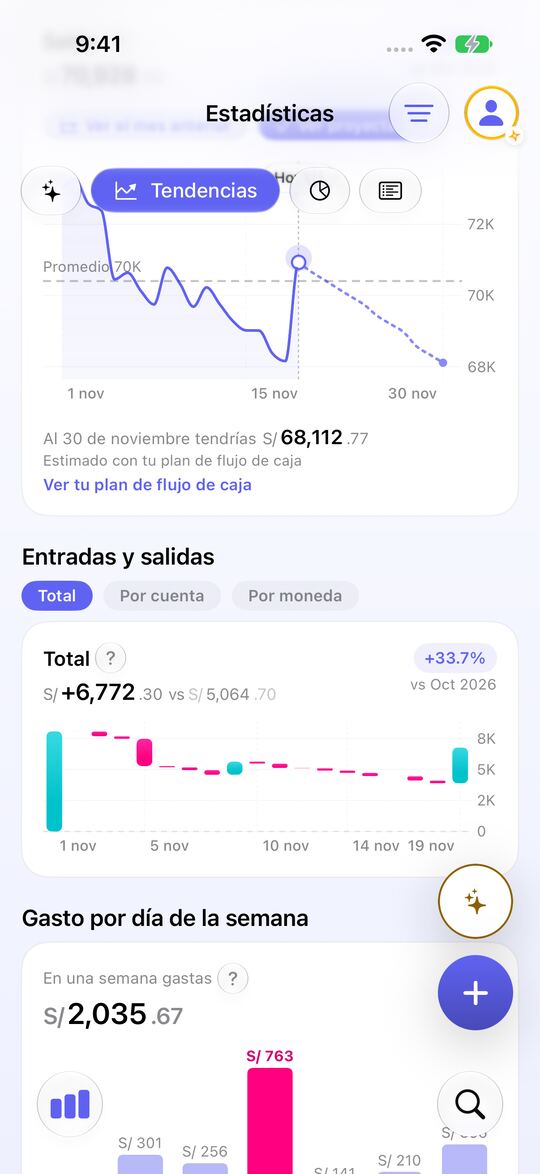 9:41
Estadísticas
Tendencias
72K
Promedio 70K
70K
68K
1 nov 15 nov 30 nov
Al 30 de noviembre tendrías S/ 68,112.77
Estimado con tu plan de flujo de caja
Ver tu plan de flujo de caja
Entradas y salidas
Total Por cuenta Por moneda
Total ? +33.7%
S/ +6,772.30 vs S/ 5,064.70 vs Oct 2026
8K
5K
2K
0
1 nov 5 nov 10 nov 14 nov 19 nov
Gasto por día de la semana
En una semana gastas ?
S/ 2,035.67
S/ 763
S/ 301 S/ 256 S/ 141 S/ 210